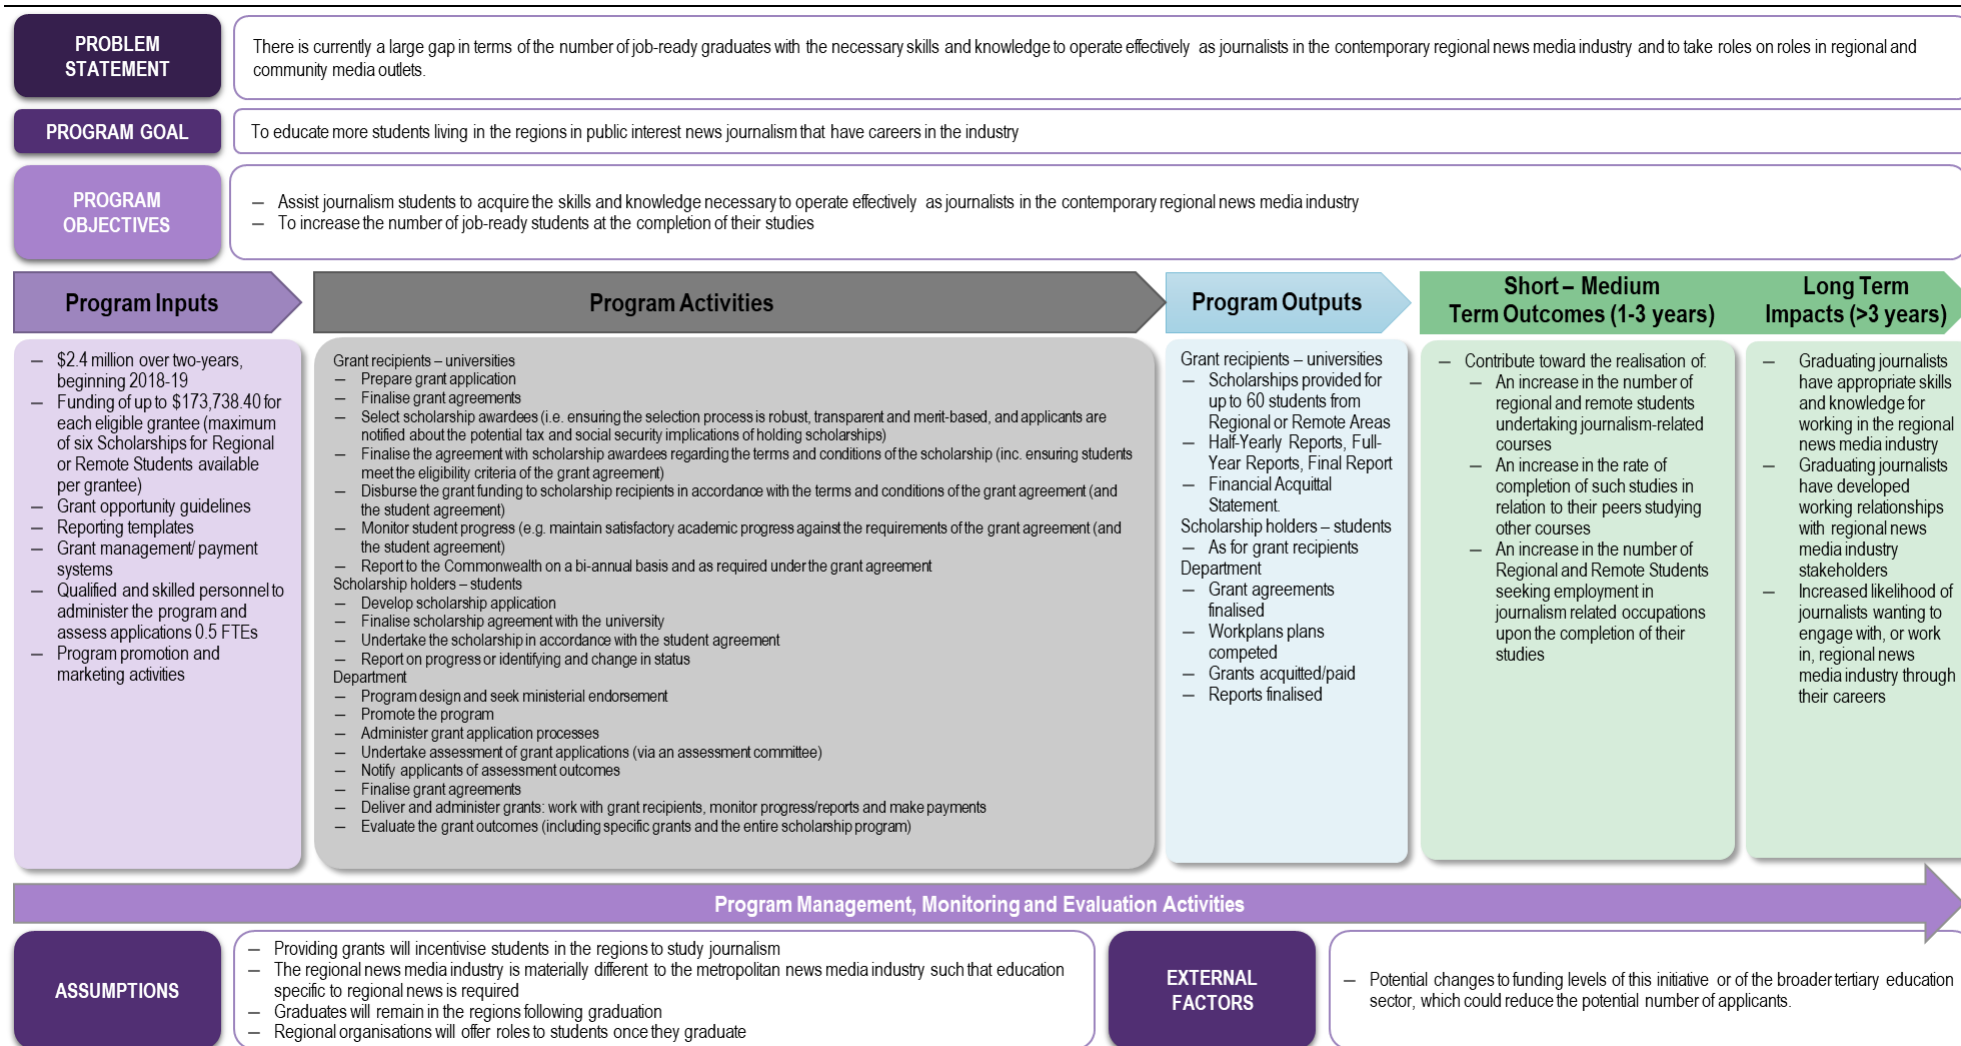 PROBLEM
STATEMENT
There is currently a large gap in terms of the number of job-ready graduates with the necessary skills and knowledge to operate effectively as journalists in the contemporary regional news media industry and to take roles on roles in regional and
community media outlets.
PROGRAM GOAL
To educate more students living in the regions in public interest news journalism that have careers in the industry
PROGRAM
OBJECTIVES
– Assist journalism students to acquire the skills and knowledge necessary to operate effectively as journalists in the contemporary regional news media industry
– To increase the number of job-ready students at the completion of their studies
Program Inputs
– $2.4 million over two-years,
beginning 2018-19
– Funding of up to $173,738.40 for
each eligible grantee (maximum
of six Scholarships for Regional
or Remote Students available
per grantee)
– Grant opportunity guidelines
– Reporting templates
– Grant management/ payment
systems
– Qualified and skilled personnel to
administer the program and
assess applications 0.5 FTEs
– Program promotion and
marketing activities
Program Activities
Grant recipients – universities
– Prepare grant application
– Finalise grant agreements
– Select scholarship awardees (i.e. ensuring the selection process is robust, transparent and merit-based, and applicants are
notified about the potential tax and social security implications of holding scholarships)
– Finalise the agreement with scholarship awardees regarding the terms and conditions of the scholarship (inc. ensuring students
meet the eligibility criteria of the grant agreement)
– Disburse the grant funding to scholarship recipients in accordance with the terms and conditions of the grant agreement (and
the student agreement)
– Monitor student progress (e.g. maintain satisfactory academic progress against the requirements of the grant agreement (and
the student agreement)
– Report to the Commonwealth on a bi-annual basis and as required under the grant agreement
Scholarship holders – students
– Develop scholarship application
– Finalise scholarship agreement with the university
– Undertake the scholarship in accordance with the student agreement
– Report on progress or identifying and change in status
Department
– Program design and seek ministerial endorsement
– Promote the program
– Administer grant application processes
– Undertake assessment of grant applications (via an assessment committee)
– Notify applicants of assessment outcomes
– Finalise grant agreements
– Deliver and administer grants: work with grant recipients, monitor progress/reports and make payments
– Evaluate the grant outcomes (including specific grants and the entire scholarship program)
Program Outputs
Grant recipients – universities
– Scholarships provided for
up to 60 students from
Regional or Remote Areas
– Half-Yearly Reports, Full-
Year Reports, Final Report
– Financial Acquittal
Statement.
Scholarship holders – students
– As for grant recipients
Department
– Grant agreements
finalised
– Workplans plans
competed
– Grants acquitted/paid
– Reports finalised
Short – Medium
Term Outcomes (1-3 years)
– Contribute toward the realisation of:
– An increase in the number of
regional and remote students
undertaking journalism-related
courses
– An increase in the rate of
completion of such studies in
relation to their peers studying
other courses
– An increase in the number of
Regional and Remote Students
seeking employment in
journalism related occupations
upon the completion of their
studies
Long Term
Impacts (>3 years)
– Graduating journalists
have appropriate skills
and knowledge for
working in the regional
news media industry
– Graduating journalists
have developed
working relationships
with regional news
media industry
stakeholders
– Increased likelihood of
journalists wanting to
engage with, or work
in, regional news
media industry through
their careers
Program Management, Monitoring and Evaluation Activities
ASSUMPTIONS
– Providing grants will incentivise students in the regions to study journalism
– The regional news media industry is materially different to the metropolitan news media industry such that education
specific to regional news is required
– Graduates will remain in the regions following graduation
– Regional organisations will offer roles to students once they graduate
EXTERNAL
FACTORS
– Potential changes to funding levels of this initiative or of the broader tertiary education
sector, which could reduce the potential number of applicants.